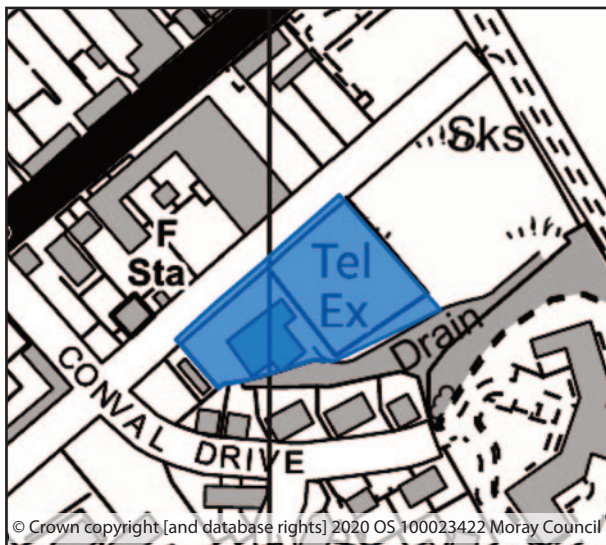 Sks
F
Sta
Tel
Ex
Drain
CONVAL DRIVE
© Crown copyright [and database rights] 2020 OS 100023422 Moray Council